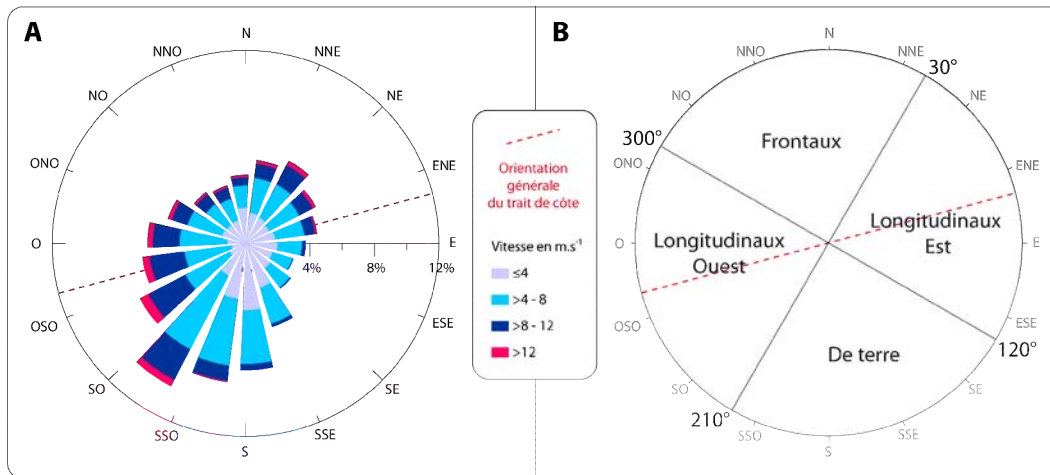 A
N
NNE
NE
ENE
E
ESE
SE
SSE
S
SSO
SO
OSO
O
ONO
NO
NNO
4%
8%
12%
Orientation
générale
du trait de côte
Vitesse en m.s⁻¹
≤4
>4 - 8
>8 - 12
>12
B
N
NNE
30°
NE
ENE
ESE
120°
SE
SSE
S
SSO
210°
SO
OSO
O
ONO
300°
NO
NNO
Frontaux
Longitudinaux
Est
Longitudinaux
Ouest
De terre